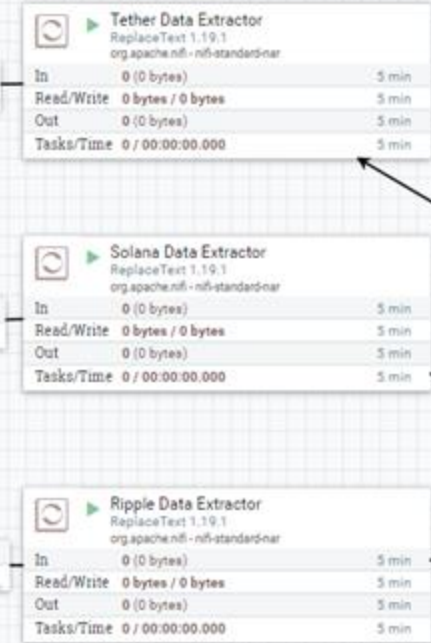 Tether Data Extractor
ReplaceText 1.19.1
org.apache.nifi - nifi-standard-nar
In 0 (0 bytes) 5 min
Read/Write 0 bytes / 0 bytes 5 min
Out 0 (0 bytes) 5 min
Tasks/Time 0 / 00:00:00.000 5 min
Solana Data Extractor
ReplaceText 1.19.1
org.apache.nifi - nifi-standard-nar
In 0 (0 bytes) 5 min
Read/Write 0 bytes / 0 bytes 5 min
Out 0 (0 bytes) 5 min
Tasks/Time 0 / 00:00:00.000 5 min
Ripple Data Extractor
ReplaceText 1.19.1
org.apache.nifi - nifi-standard-nar
In 0 (0 bytes) 5 min
Read/Write 0 bytes / 0 bytes 5 min
Out 0 (0 bytes) 5 min
Tasks/Time 0 / 00:00:00.000 5 min